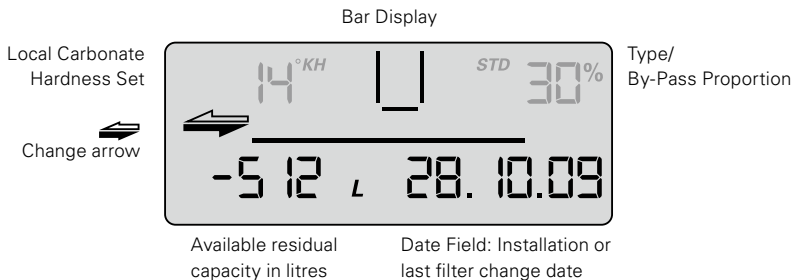 Bar Display
Local Carbonate
Hardness Set
14 °KH
STD 30%
Type/
By-Pass Proportion
Change arrow
-512 L 28.10.09
Available residual
capacity in litres
Date Field: Installation or
last filter change date